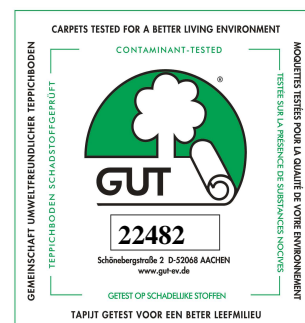 CARPETS TESTED FOR A BETTER LIVING ENVIRONMENT
CONTAMINANT-TESTED
GEMEINSCHAFT UMWELTFREUNDLICHER TEPPICHBODEN
TEPPICHBODEN SCHADSTOFFGEPRÜFT
MOQUETTES TESTÉES POUR LA QUALITÉ DE VOTRE ENVIRONNEMENT
TESTÉE SUR LA PRÉSENCE DE SUBSTANCES NOCIVES
®
GUT
22482
Schönebergstraße 2 D-52068 AACHEN
www.gut-ev.de
GETEST OP SCHADELIJKE STOFFEN
TAPIJT GETEST VOOR EEN BETER LEEFMILIEU